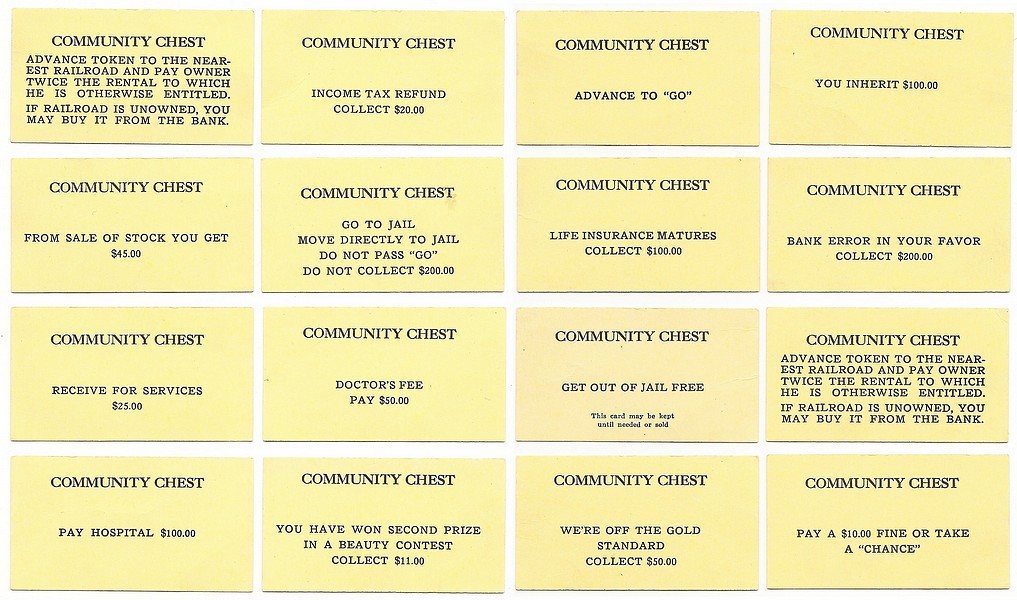 COMMUNITY CHEST
ADVANCE TOKEN TO THE NEAR-
EST RAILROAD AND PAY OWNER
TWICE THE RENTAL TO WHICH
HE IS OTHERWISE ENTITLED.
IF RAILROAD IS UNOWNED, YOU
MAY BUY IT FROM THE BANK.
COMMUNITY CHEST
INCOME TAX REFUND
COLLECT $20.00
COMMUNITY CHEST
ADVANCE TO “GO”
COMMUNITY CHEST
YOU INHERIT $100.00
COMMUNITY CHEST
FROM SALE OF STOCK YOU GET
$45.00
COMMUNITY CHEST
GO TO JAIL
MOVE DIRECTLY TO JAIL
DO NOT PASS “GO”
DO NOT COLLECT $200.00
COMMUNITY CHEST
LIFE INSURANCE MATURES
COLLECT $100.00
COMMUNITY CHEST
BANK ERROR IN YOUR FAVOR
COLLECT $200.00
COMMUNITY CHEST
RECEIVE FOR SERVICES
$25.00
COMMUNITY CHEST
DOCTOR'S FEE
PAY $50.00
COMMUNITY CHEST
GET OUT OF JAIL FREE
This card may be kept
until needed or sold
COMMUNITY CHEST
ADVANCE TOKEN TO THE NEAR-
EST RAILROAD AND PAY OWNER
TWICE THE RENTAL TO WHICH
HE IS OTHERWISE ENTITLED.
IF RAILROAD IS UNOWNED, YOU
MAY BUY IT FROM THE BANK.
COMMUNITY CHEST
PAY HOSPITAL $100.00
COMMUNITY CHEST
YOU HAVE WON SECOND PRIZE
IN A BEAUTY CONTEST
COLLECT $11.00
COMMUNITY CHEST
WE'RE OFF THE GOLD
STANDARD
COLLECT $50.00
COMMUNITY CHEST
PAY A $10.00 FINE OR TAKE
A “CHANCE”